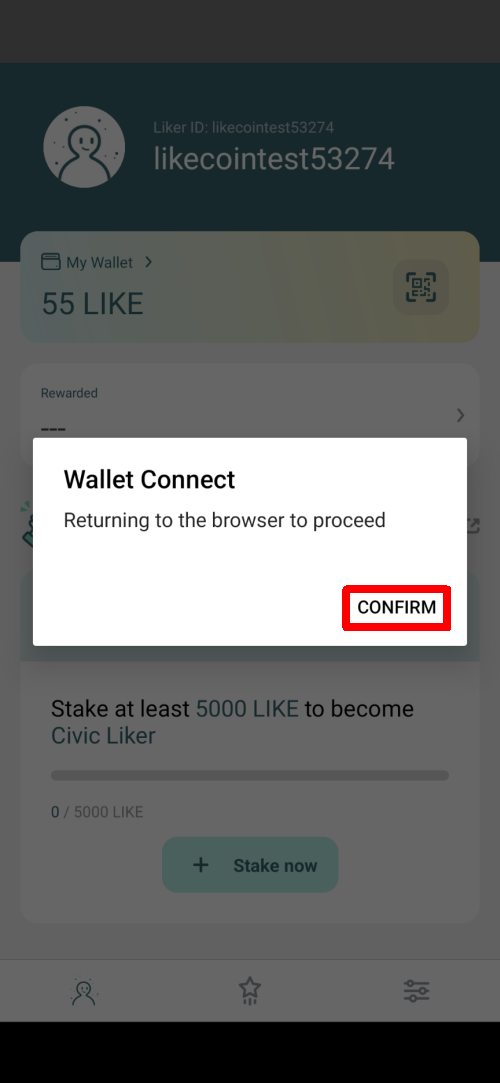 Liker ID: likecointest53274
likecointest53274
My Wallet
55 LIKE
Rewarded
---
Wallet Connect
Returning to the browser to proceed
CONFIRM
Stake at least 5000 LIKE to become
Civic Liker
0 / 5000 LIKE
+ Stake now